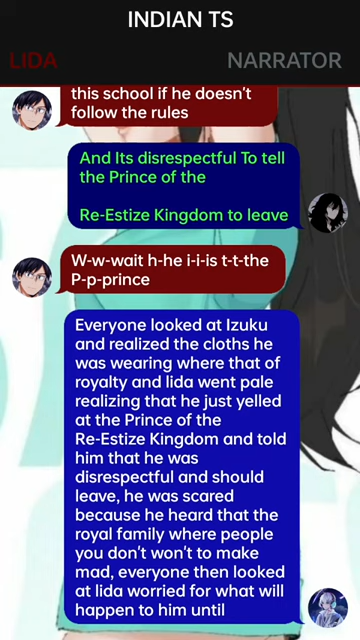 INDIAN TS
LIDA
NARRATOR
this school if he doesn't
follow the rules
And Its disrespectful To tell
the Prince of the
Re-Estize Kingdom to leave
W-w-wait h-he i-i-is t-t-the
P-p-prince
Everyone looked at Izuku
and realized the cloths he
was wearing where that of
royalty and lida went pale
realizing that he just yelled
at the Prince of the
Re-Estize Kingdom and told
him that he was
disrespectful and should
leave, he was scared
because he heard that the
royal family where people
you don't won't to make
mad, everyone then looked
at lida worried for what will
happen to him until